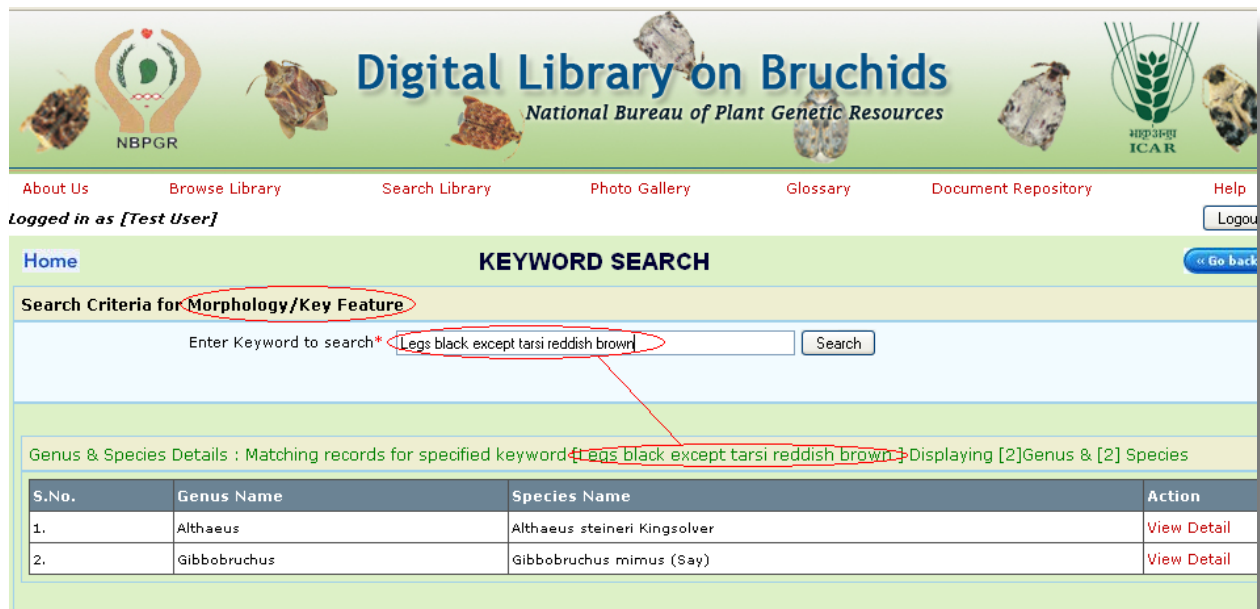 Digital Library on Bruchids
National Bureau of Plant Genetic Resources
NBPGR
भाकृअनुप
ICAR
About Us Browse Library Search Library Photo Gallery Glossary Document Repository Help
Logged in as [Test User]
Logou
Home KEYWORD SEARCH « Go back
Search Criteria for Morphology/Key Feature
Enter Keyword to search* Legs black except tarsi reddish brown Search
Genus & Species Details : Matching records for specified keyword [Legs black except tarsi reddish brown ] Displaying [2]Genus & [2] Species
S.No. Genus Name Species Name Action
1. Althaeus Althaeus steineri Kingsolver View Detail
2. Gibbobruchus Gibbobruchus mimus (Say) View Detail